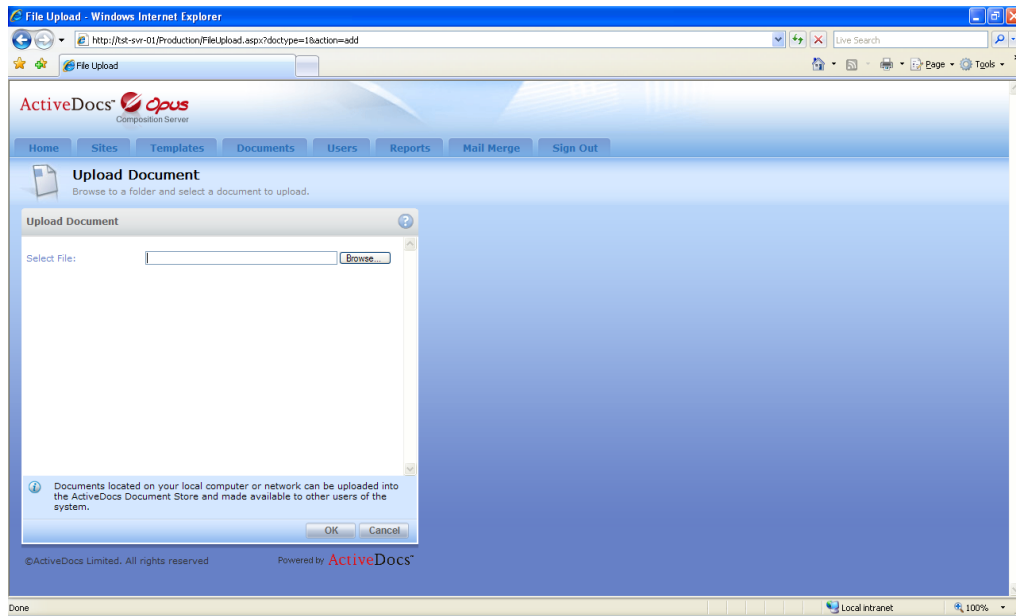 File Upload - Windows Internet Explorer
http://tst-svr-01/Production/FileUpload.aspx?doctype=1&action=add
Live Search
File Upload
Page
Tools
ActiveDocs Opus
Composition Server
Home Sites Templates Documents Users Reports Mail Merge Sign Out
Upload Document
Browse to a folder and select a document to upload.
Upload Document
Select File:
Browse...
Documents located on your local computer or network can be uploaded into
the ActiveDocs Document Store and made available to other users of the
system.
OK Cancel
©ActiveDocs Limited. All rights reserved
Powered by ActiveDocs
Done
Local intranet
100%